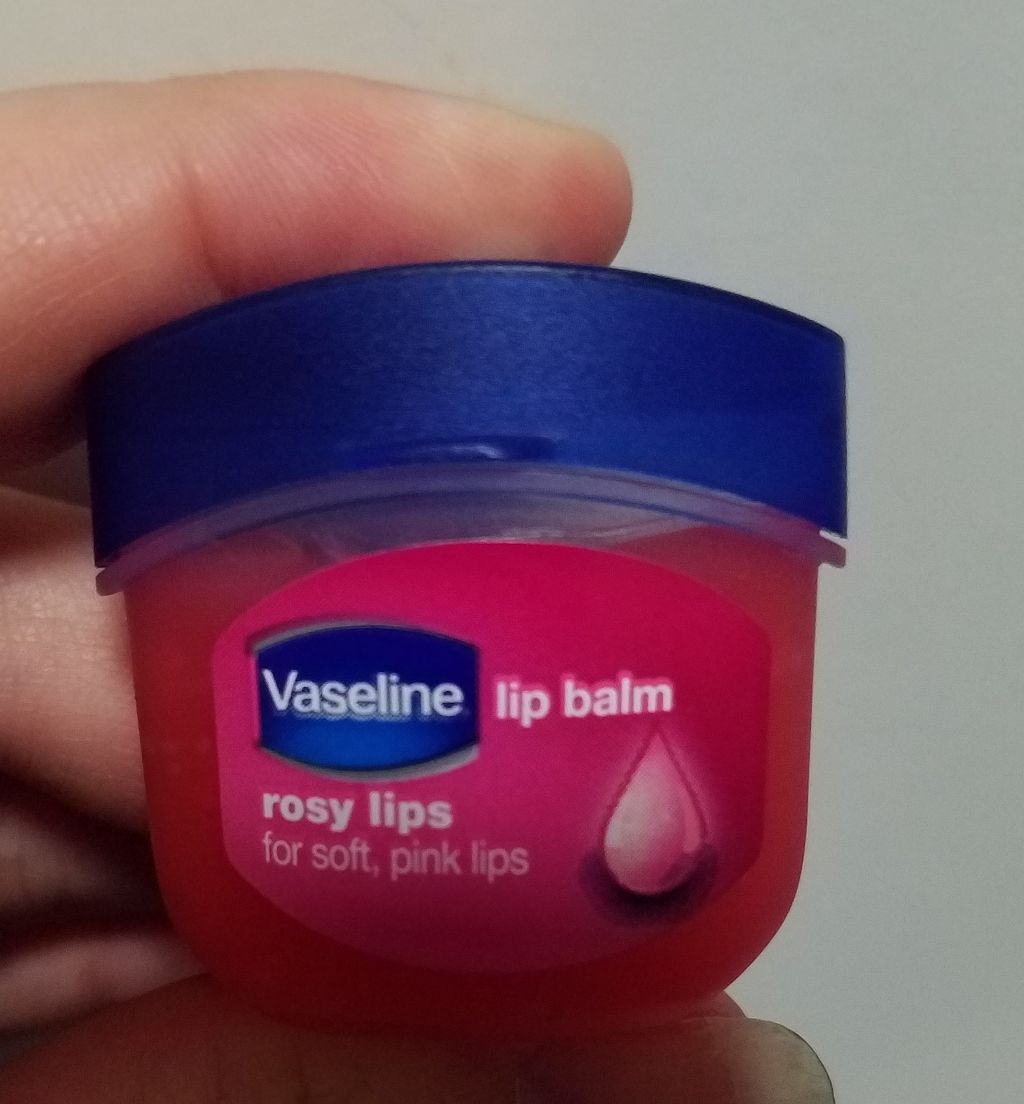 Vaseline lip balm
rosy lips
for soft, pink lips